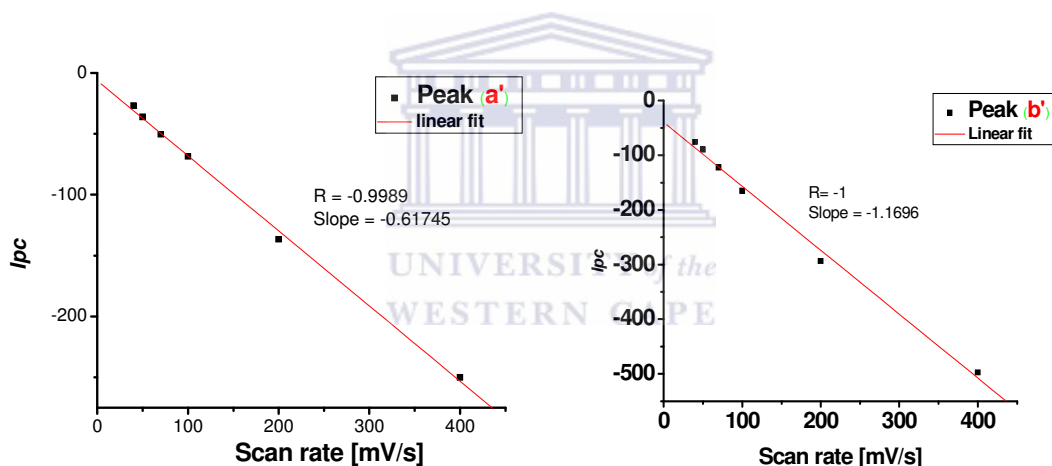 0
-100
-200
Ipc
0
100
200
300
400
Scan rate [mV/s]
Peak (a')
linear fit
R = -0.9989
Slope = -0.61745
UNIVERSITY of the
WESTERN CAPE
0
-100
-200
-300
-400
-500
Ipc
0
100
200
300
400
Scan rate [mV/s]
Peak (b')
Linear fit
R= -1
Slope = -1.1696